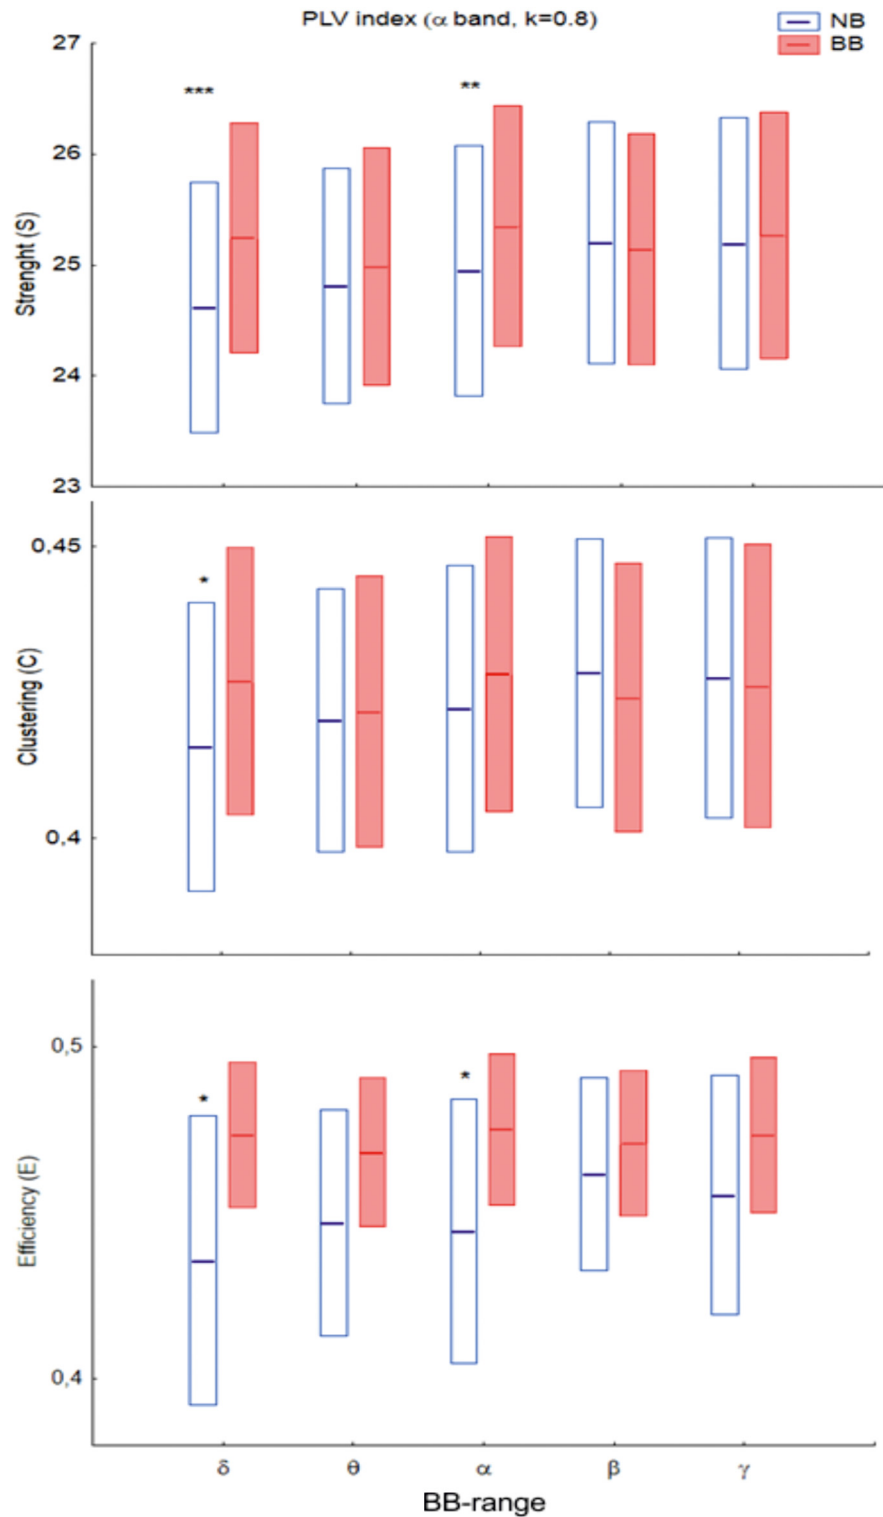 PLV index (α band, k=0.8)
NB
BB
27
26
25
24
23
Strenght (S)
***
**
0,45
0,4
Clustering (C)
*
0,5
0,4
Efficiency (E)
*
*
δ θ α β γ
BB-range